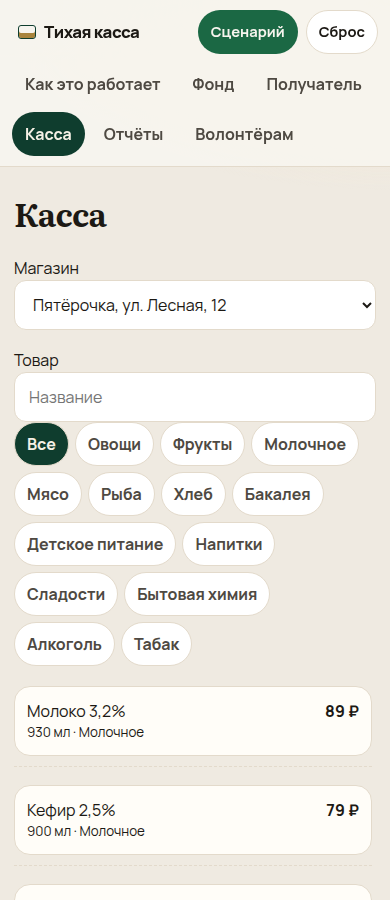 Тихая касса
Сценарий
Сброс
Как это работает
Фонд
Получатель
Касса
Отчёты
Волонтёрам
Касса
Магазин
Пятёрочка, ул. Лесная, 12
Товар
Название
Все
Овощи
Фрукты
Молочное
Мясо
Рыба
Хлеб
Бакалея
Детское питание
Напитки
Сладости
Бытовая химия
Алкоголь
Табак
Молоко 3,2%
89 ₽
930 мл · Молочное
Кефир 2,5%
79 ₽
900 мл · Молочное